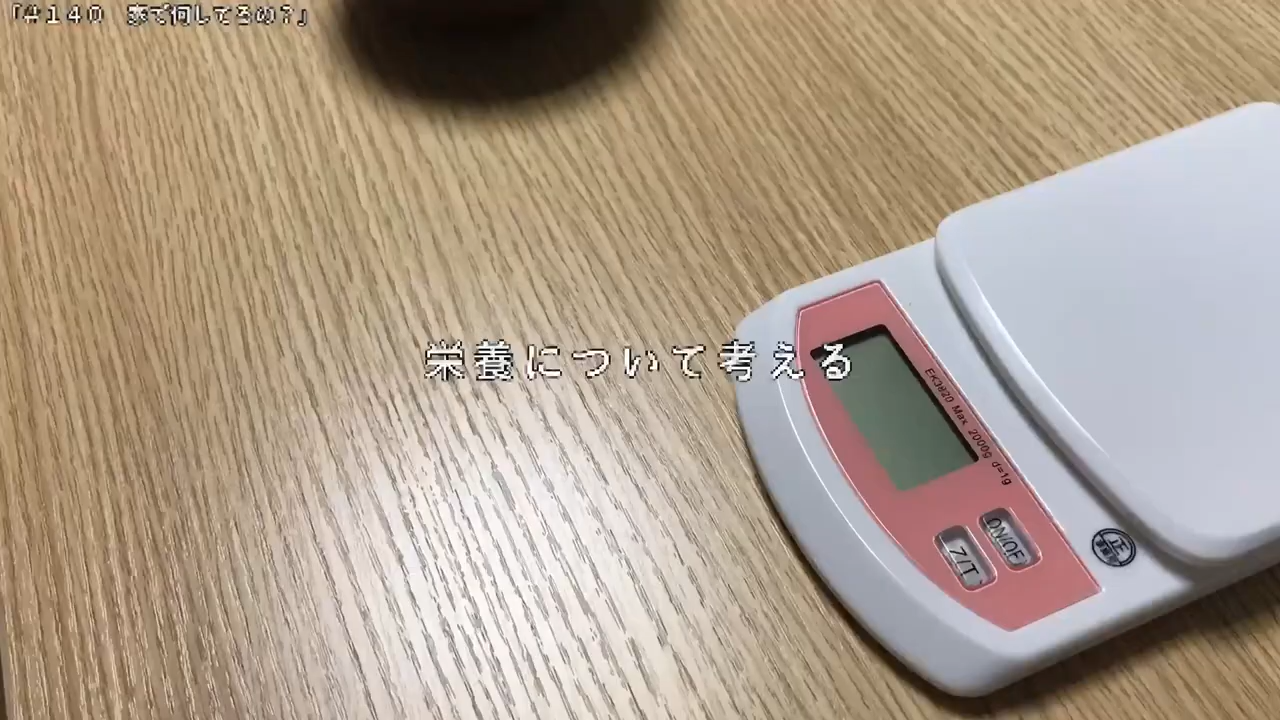 「#140 家で何してるの?」
栄養について考える
EK3820 Max 2000g d=1g
ON/OFF
Z/T
正